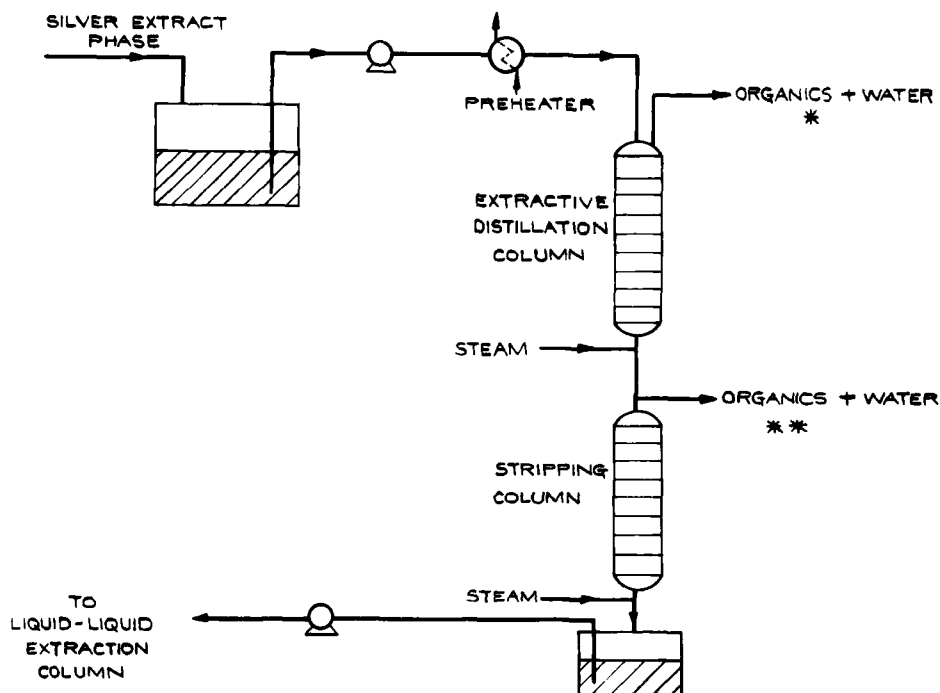 SILVER EXTRACT
PHASE
PREHEATER
ORGANICS + WATER
*
EXTRACTIVE
DISTILLATION
COLUMN
STEAM
ORGANICS + WATER
**
STRIPPING
COLUMN
STEAM
TO
LIQUID-LIQUID
EXTRACTION
COLUMN